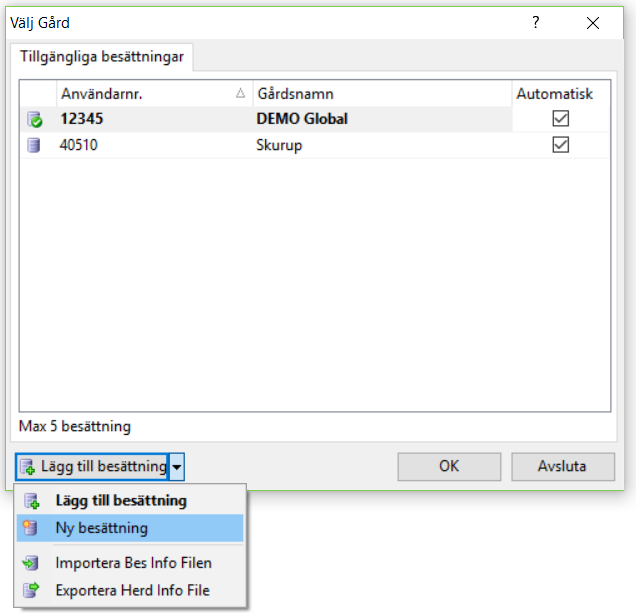 Välj Gård ?
Tillgängliga besättningar
Användarnr. Gårdsnamn Automatisk
12345 DEMO Global
40510 Skurup
Max 5 besättning
Lägg till besättning OK Avsluta
Lägg till besättning
Ny besättning
Importera Bes Info Filen
Exportera Herd Info File